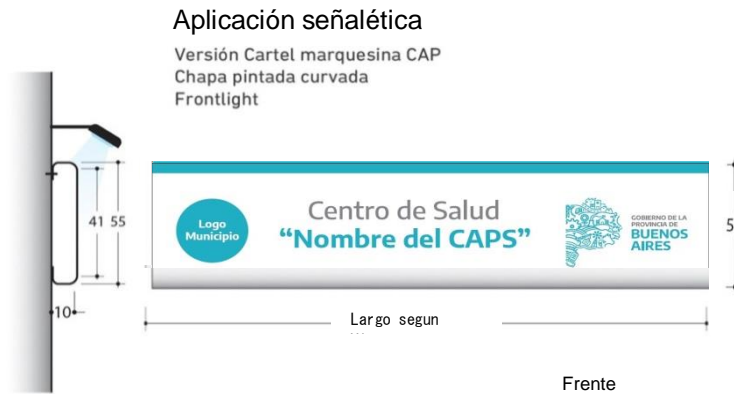 Aplicación señalética
Versión Cartel marquesina CAP
Chapa pintada curvada
Frontlight
41 55
10
Logo
Municipio
Centro de Salud
“Nombre del CAPS”
GOBIERNO DE LA
PROVINCIA DE
BUENOS
AIRES
5
Largo segun
Frente